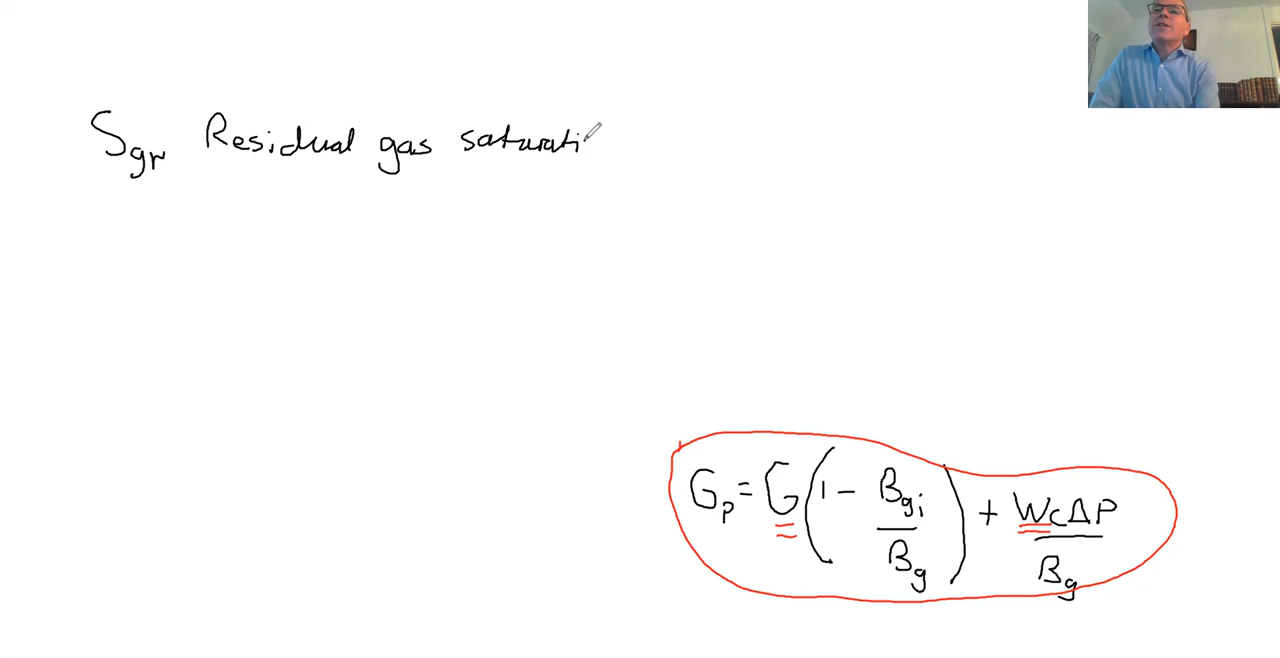 Sgr Residual gas saturati
Gp = G (1 - Bgi / Bg) + WcΔP / Bg